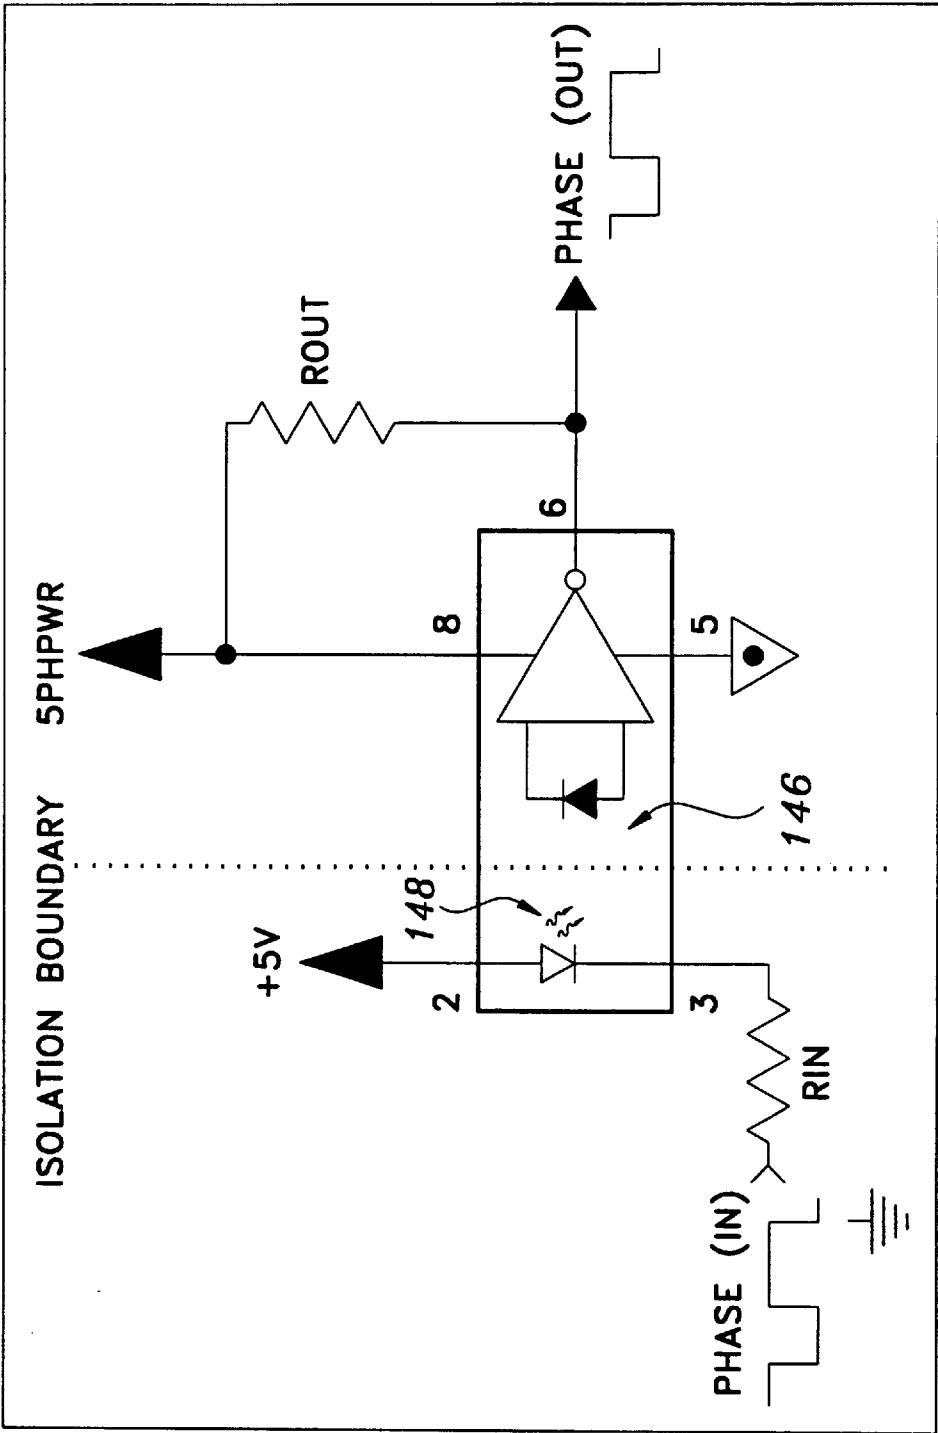 ISOLATION BOUNDARY
5PHPWR
+5V
ROUT
148
2
8
6
PHASE (OUT)
3
5
146
RIN
PHASE (IN)